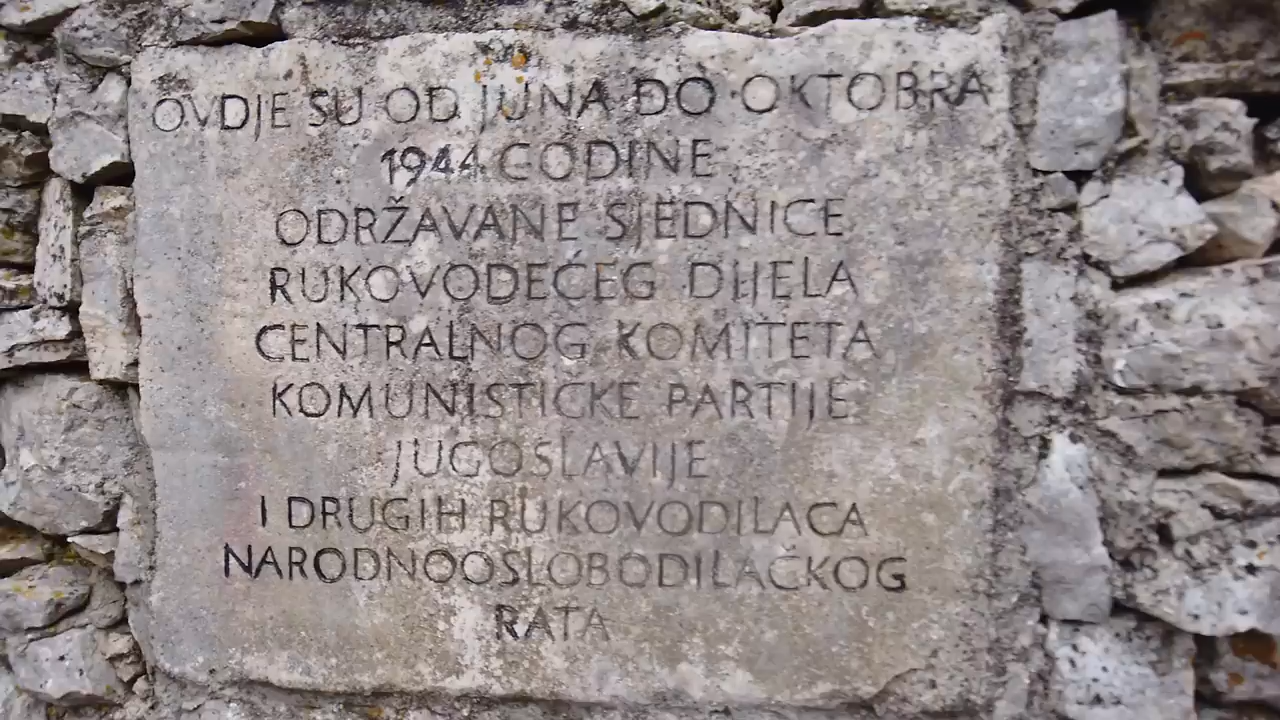 OVDJE SU OD JUNA DO OKTOBRA
1944 GODINE
ODRŽAVANE SJEDNICE
RUKOVODEĆEG DIJELA
CENTRALNOG KOMITETA
KOMUNISTIČKE PARTIJE
JUGOSLAVIJE
I DRUGIH RUKOVODILACA
NARODNOOSLOBODILAČKOG
RATA